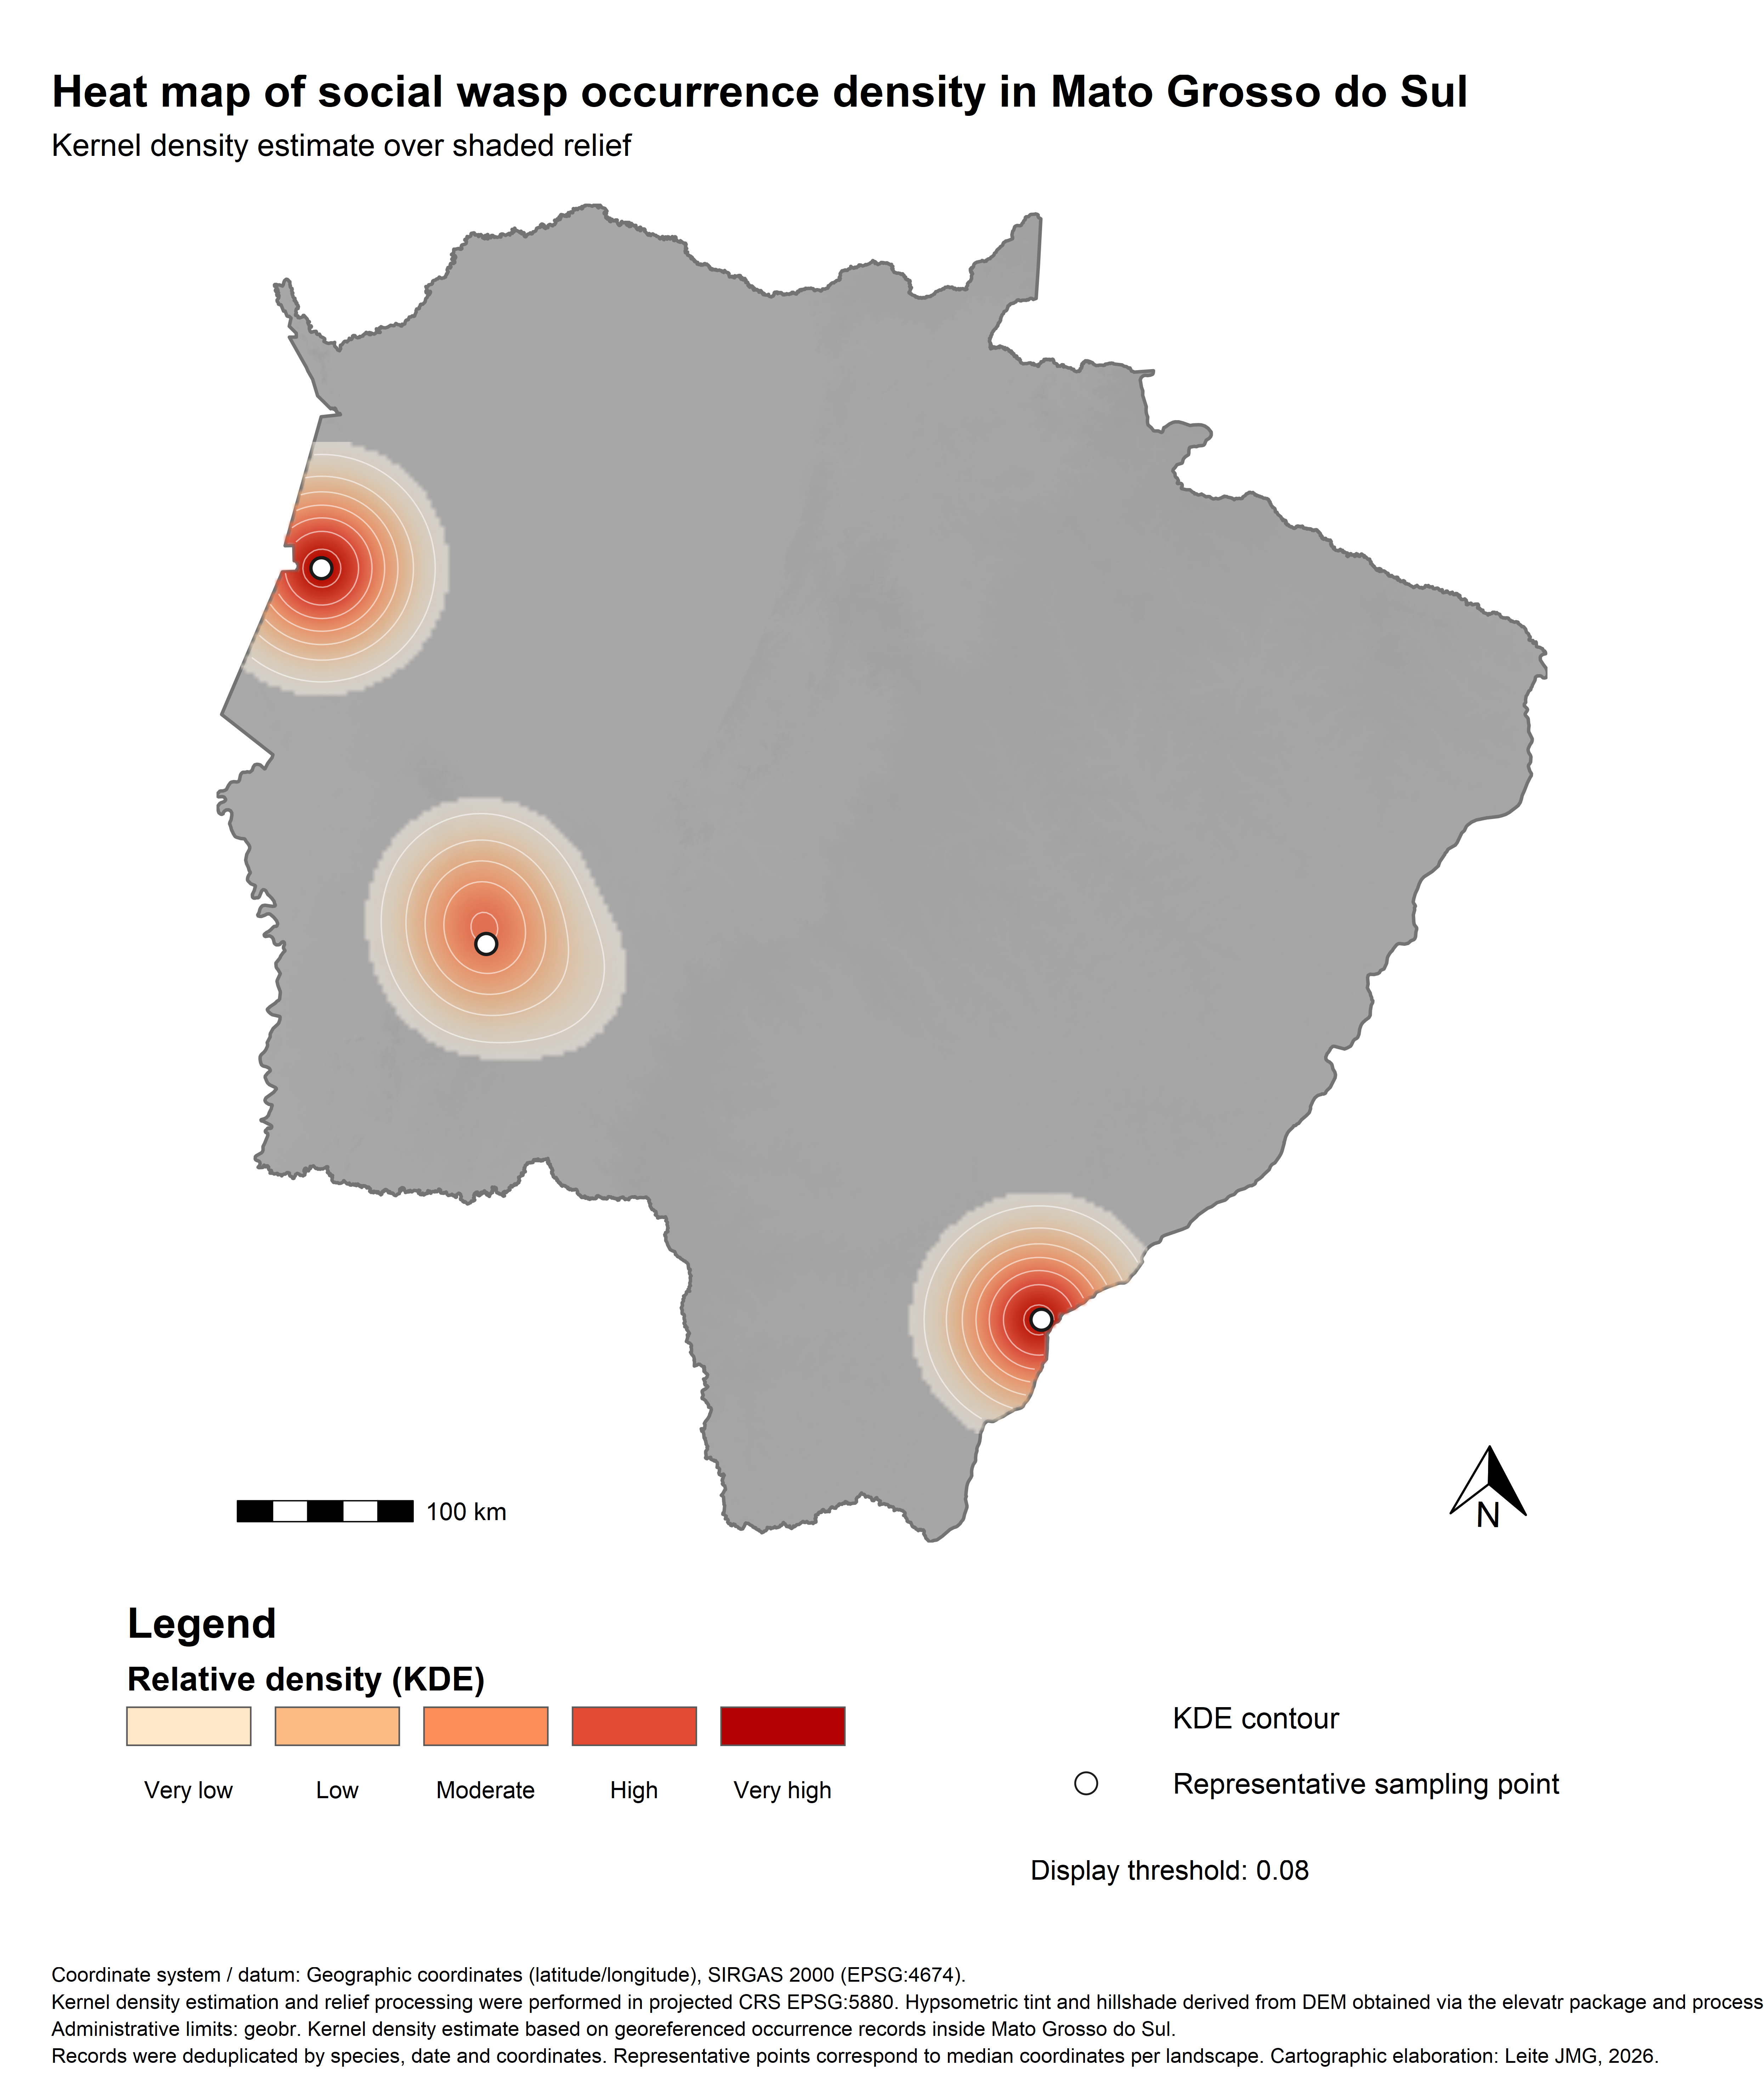 Heat map of social wasp occurrence density in Mato Grosso do Sul
Kernel density estimate over shaded relief
100 km
N
Legend
Relative density (KDE)
Very low
Low
Moderate
High
Very high
KDE contour
Representative sampling point
Display threshold: 0.08
Coordinate system / datum: Geographic coordinates (latitude/longitude), SIRGAS 2000 (EPSG:4674).
Kernel density estimation and relief processing were performed in projected CRS EPSG:5880. Hypsometric tint and hillshade derived from DEM obtained via the elevatr package and process
Administrative limits: geobr. Kernel density estimate based on georeferenced occurrence records inside Mato Grosso do Sul.
Records were deduplicated by species, date and coordinates. Representative points correspond to median coordinates per landscape. Cartographic elaboration: Leite JMG, 2026.